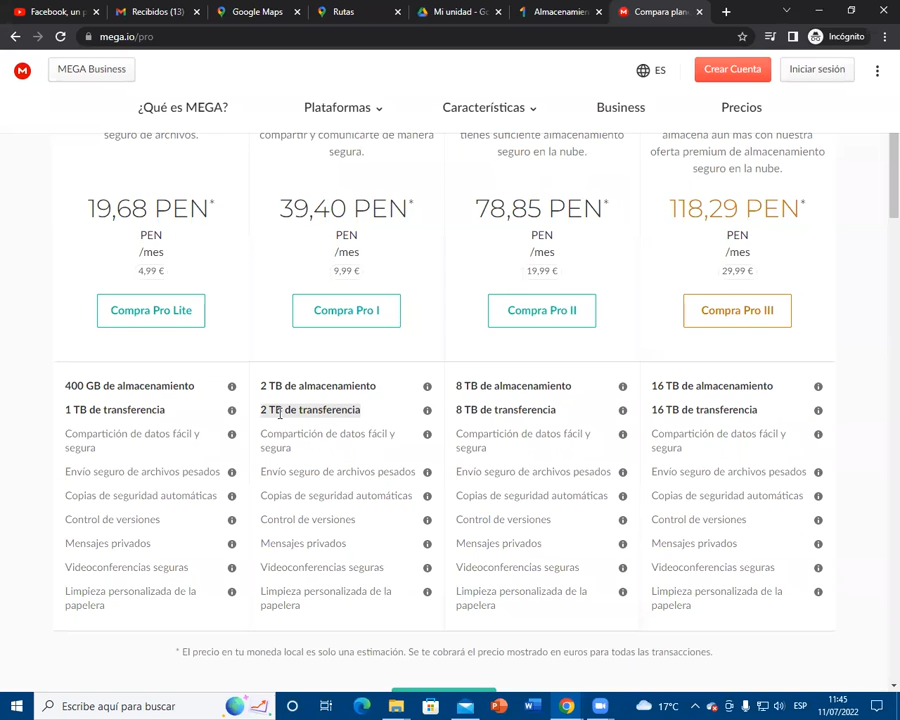 Facebook, un p
Recibidos (13)
Google Maps
Rutas
Mi unidad - Go
Almacenamien
Compara plane
mega.io/pro
Incógnito
M
MEGA Business
ES
Crear Cuenta
Iniciar sesión
¿Qué es MEGA?
Plataformas
Características
Business
Precios
seguro de archivos.
compartir y comunicarte de manera
segura.
tienes suficiente almacenamiento
seguro en la nube.
almacena aún más con nuestra
oferta premium de almacenamiento
seguro en la nube.
19,68 PEN*
PEN
/mes
4,99 €
Compra Pro Lite
39,40 PEN*
PEN
/mes
9,99 €
Compra Pro I
78,85 PEN*
PEN
/mes
19,99 €
Compra Pro II
118,29 PEN*
PEN
/mes
29,99 €
Compra Pro III
400 GB de almacenamiento
1 TB de transferencia
Compartición de datos fácil y
segura
Envío seguro de archivos pesados
Copias de seguridad automáticas
Control de versiones
Mensajes privados
Videoconferencias seguras
Limpieza personalizada de la
papelera
2 TB de almacenamiento
2 TB de transferencia
Compartición de datos fácil y
segura
Envío seguro de archivos pesados
Copias de seguridad automáticas
Control de versiones
Mensajes privados
Videoconferencias seguras
Limpieza personalizada de la
papelera
8 TB de almacenamiento
8 TB de transferencia
Compartición de datos fácil y
segura
Envío seguro de archivos pesados
Copias de seguridad automáticas
Control de versiones
Mensajes privados
Videoconferencias seguras
Limpieza personalizada de la
papelera
16 TB de almacenamiento
16 TB de transferencia
Compartición de datos fácil y
segura
Envío seguro de archivos pesados
Copias de seguridad automáticas
Control de versiones
Mensajes privados
Videoconferencias seguras
Limpieza personalizada de la
papelera
* El precio en tu moneda local es solo una estimación. Se te cobrará el precio mostrado en euros para todas las transacciones.
Escribe aquí para buscar
17°C
ESP
11:45
11/07/2022